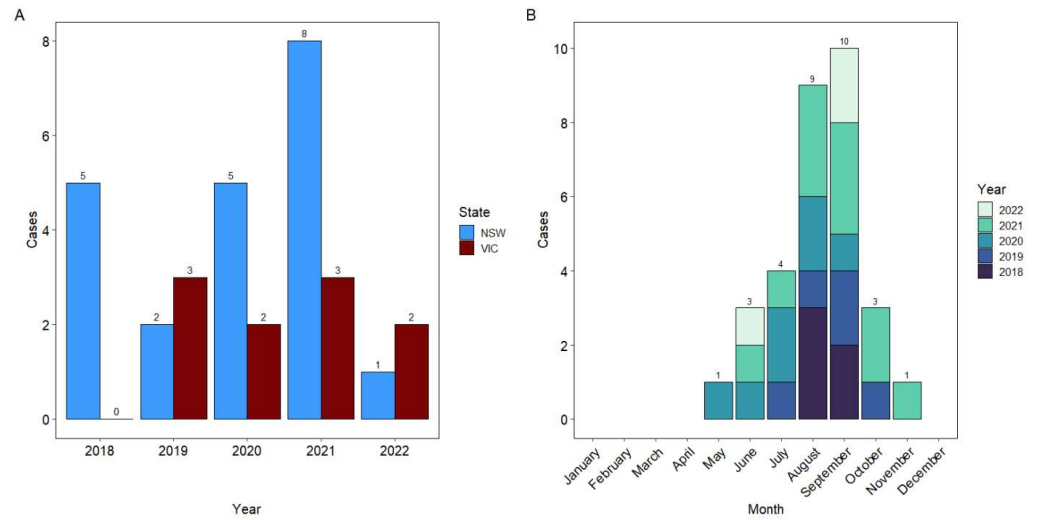 A
Cases
8
6
4
2
0
5
0
2
3
5
2
8
3
1
2
2018 2019 2020 2021 2022
Year
State
NSW
VIC
B
Cases
10
8
6
4
2
0
1
3
4
9
10
3
1
January February March April May June July August September October November December
Month
Year
2022
2021
2020
2019
2018